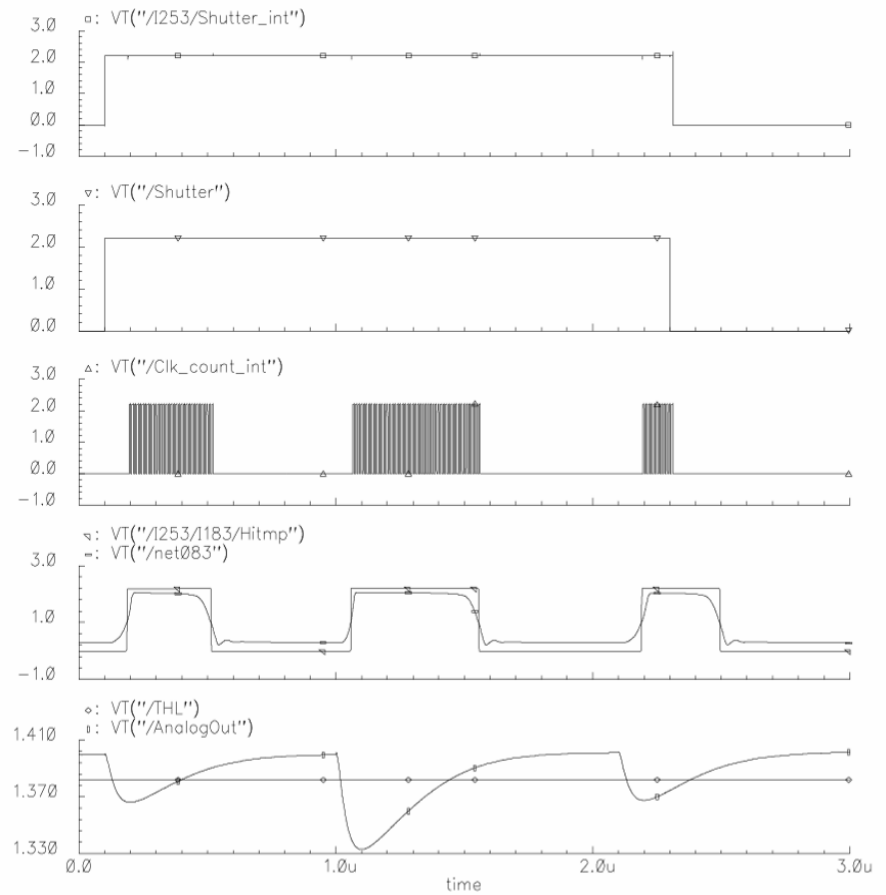 ▫: VT("/I253/Shutter_int")
3.0
2.0
1.0
0.0
-1.0
▿: VT("/Shutter")
3.0
2.0
1.0
0.0
▵: VT("/Clk_count_int")
3.0
2.0
1.0
0.0
-1.0
◹: VT("/I253/I183/Hitmp")
▭: VT("/net083")
3.0
1.0
-1.0
⋄: VT("/THL")
▯: VT("/AnalogOut")
1.410
1.370
1.330
0.0 1.0u 2.0u 3.0u
time